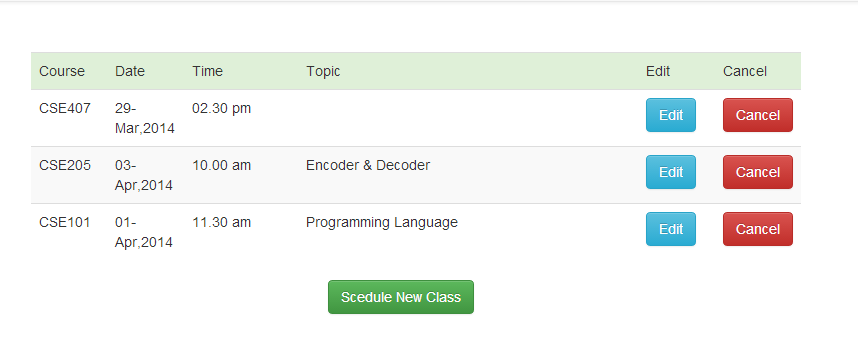 Course Date Time Topic Edit Cancel
CSE407 29- 02.30 pm Edit Cancel
Mar,2014
CSE205 03- 10.00 am Encoder & Decoder Edit Cancel
Apr,2014
CSE101 01- 11.30 am Programming Language Edit Cancel
Apr,2014
Scedule New Class